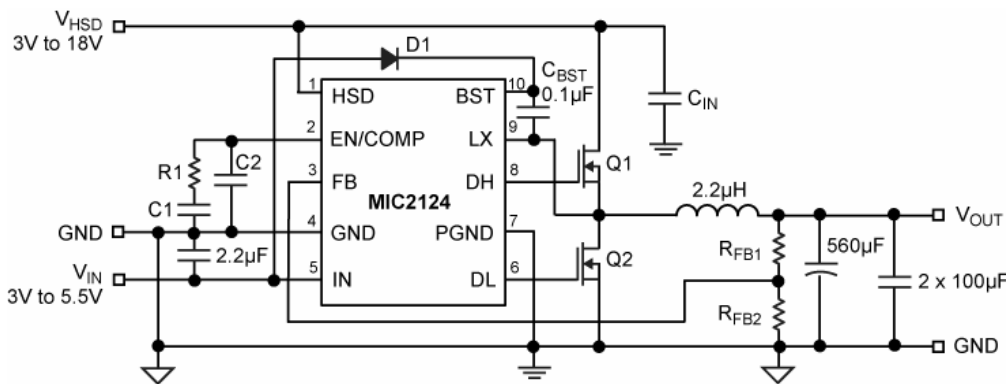 VHSD
3V to 18V
D1
CBST
0.1µF
CIN
1
HSD
BST
10
2
EN/COMP
LX
9
R1
C2
3
FB
DH
8
Q1
MIC2124
2.2µH
C1
GND
4
GND
PGND
7
VOUT
2.2µF
RFB1
560µF
VIN
3V to 5.5V
5
IN
DL
6
Q2
2 x 100µF
RFB2
GND